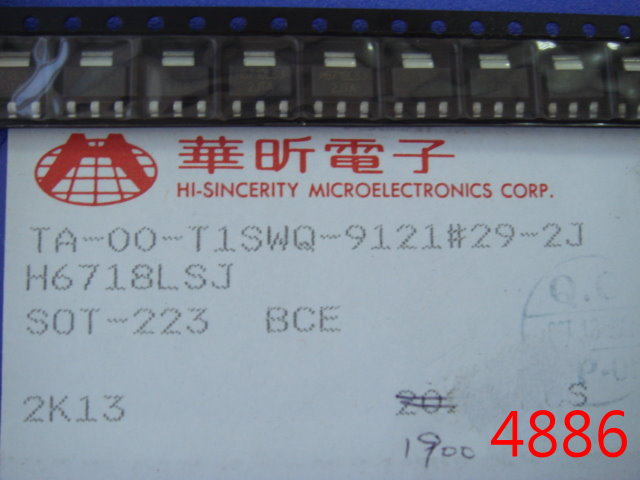 華昕電子
HI-SINCERITY MICROELECTRONICS CORP.
TA-00-T1SWQ-9121#29-2J
H6718LSJ
SOT-223 BCE
2K13
S
1900
4886
Q.C